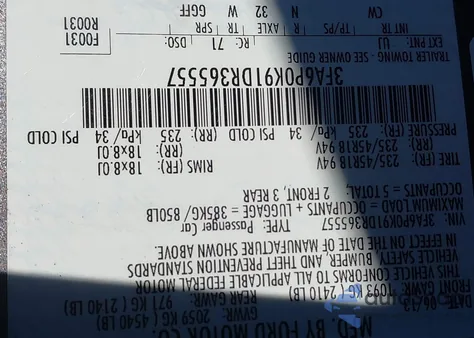 MFD. BY FORD MOTOR CO.
GVWR: 2059 KG ( 4540 LB)
FRONT GAWR: 1093 KG ( 2410 LB)
REAR GAWR: 971 KG ( 2140 LB)
THIS VEHICLE CONFORMS TO ALL APPLICABLE FEDERAL MOTOR
VEHICLE SAFETY, BUMPER, AND THEFT PREVENTION STANDARDS
IN EFFECT ON THE DATE OF MANUFACTURE SHOWN ABOVE.
VIN: 3FA6P0K91DR365557 TYPE: Passenger Car
MAXIMUM LOAD = OCCUPANTS + LUGGAGE = 385KG/850LB
OCCUPANTS = 5 TOTAL, 2 FRONT, 3 REAR
TIRE (FR): 235/45R18 94V RIMS (FR): 18x8.0J
(RR): 235/45R18 94V (RR): 18x8.0J
PRESSURE (FR): 235 kPa/ 34 PSI COLD (RR): 235 kPa/ 34 PSI COLD
3FA6P0K91DR365557
TRAILER TOWING - SEE OWNER GUIDE
EXT PNT: UJ RC: 71 DSO: F0031
INT TR TP/PS R AXLE TR SPR R0031
CW 32 N W GGFF